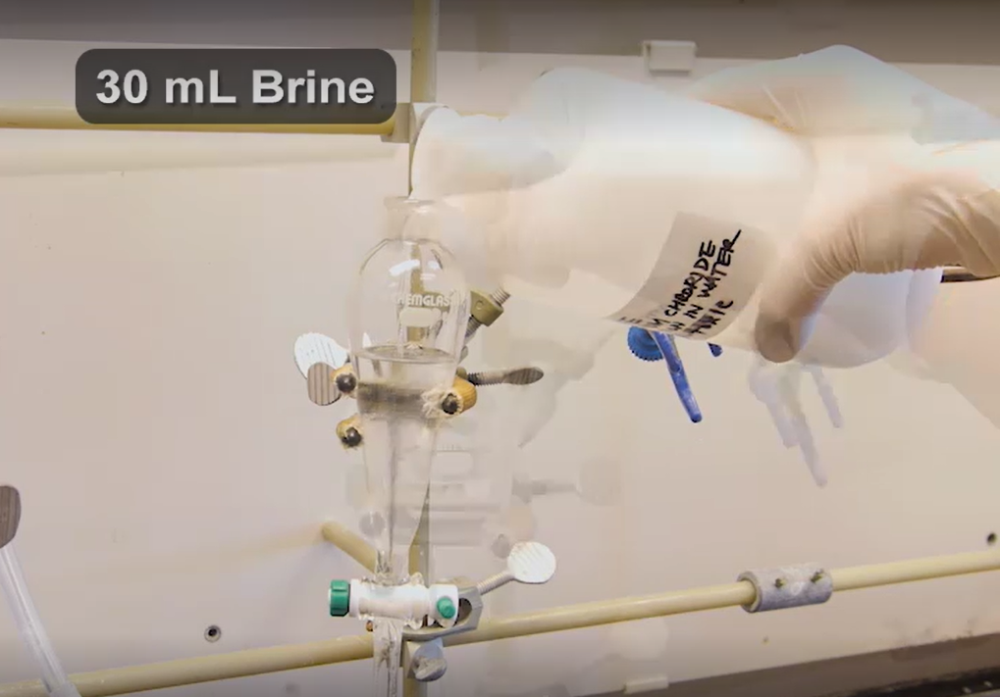 30 mL Brine
CHEMGLASS
M CHLORIDE
IN WATER